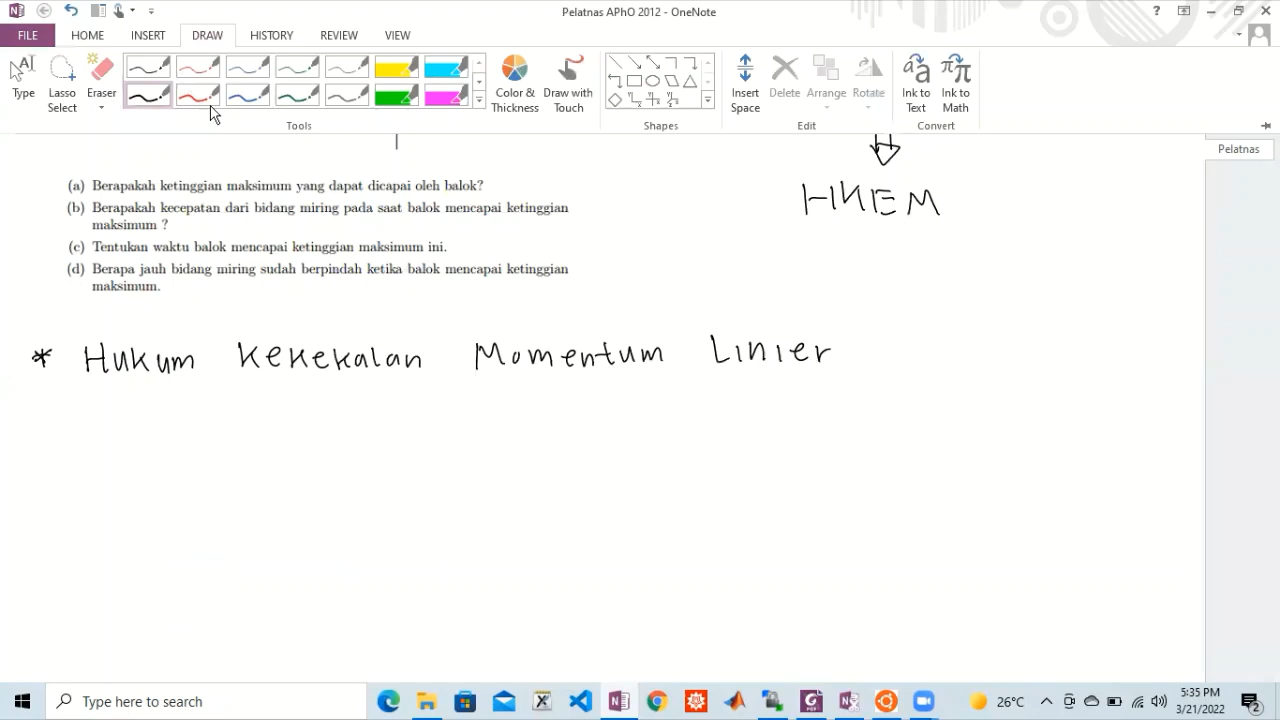 Pelatnas APhO 2012 - OneNote
FILE HOME INSERT DRAW HISTORY REVIEW VIEW
Type
Lasso Select
Eraser
Color & Thickness
Draw with Touch
Insert Space
Delete
Arrange
Rotate
Ink to Text
Ink to Math
Tools
Shapes
Edit
Convert
Pelatnas
HKEM
(a) Berapakah ketinggian maksimum yang dapat dicapai oleh balok?
(b) Berapakah kecepatan dari bidang miring pada saat balok mencapai ketinggian
maksimum ?
(c) Tentukan waktu balok mencapai ketinggian maksimum ini.
(d) Berapa jauh bidang miring sudah berpindah ketika balok mencapai ketinggian
maksimum.
* Hukum Kekekalan Momentum Linier
Type here to search
26°C
5:35 PM
3/21/2022
2